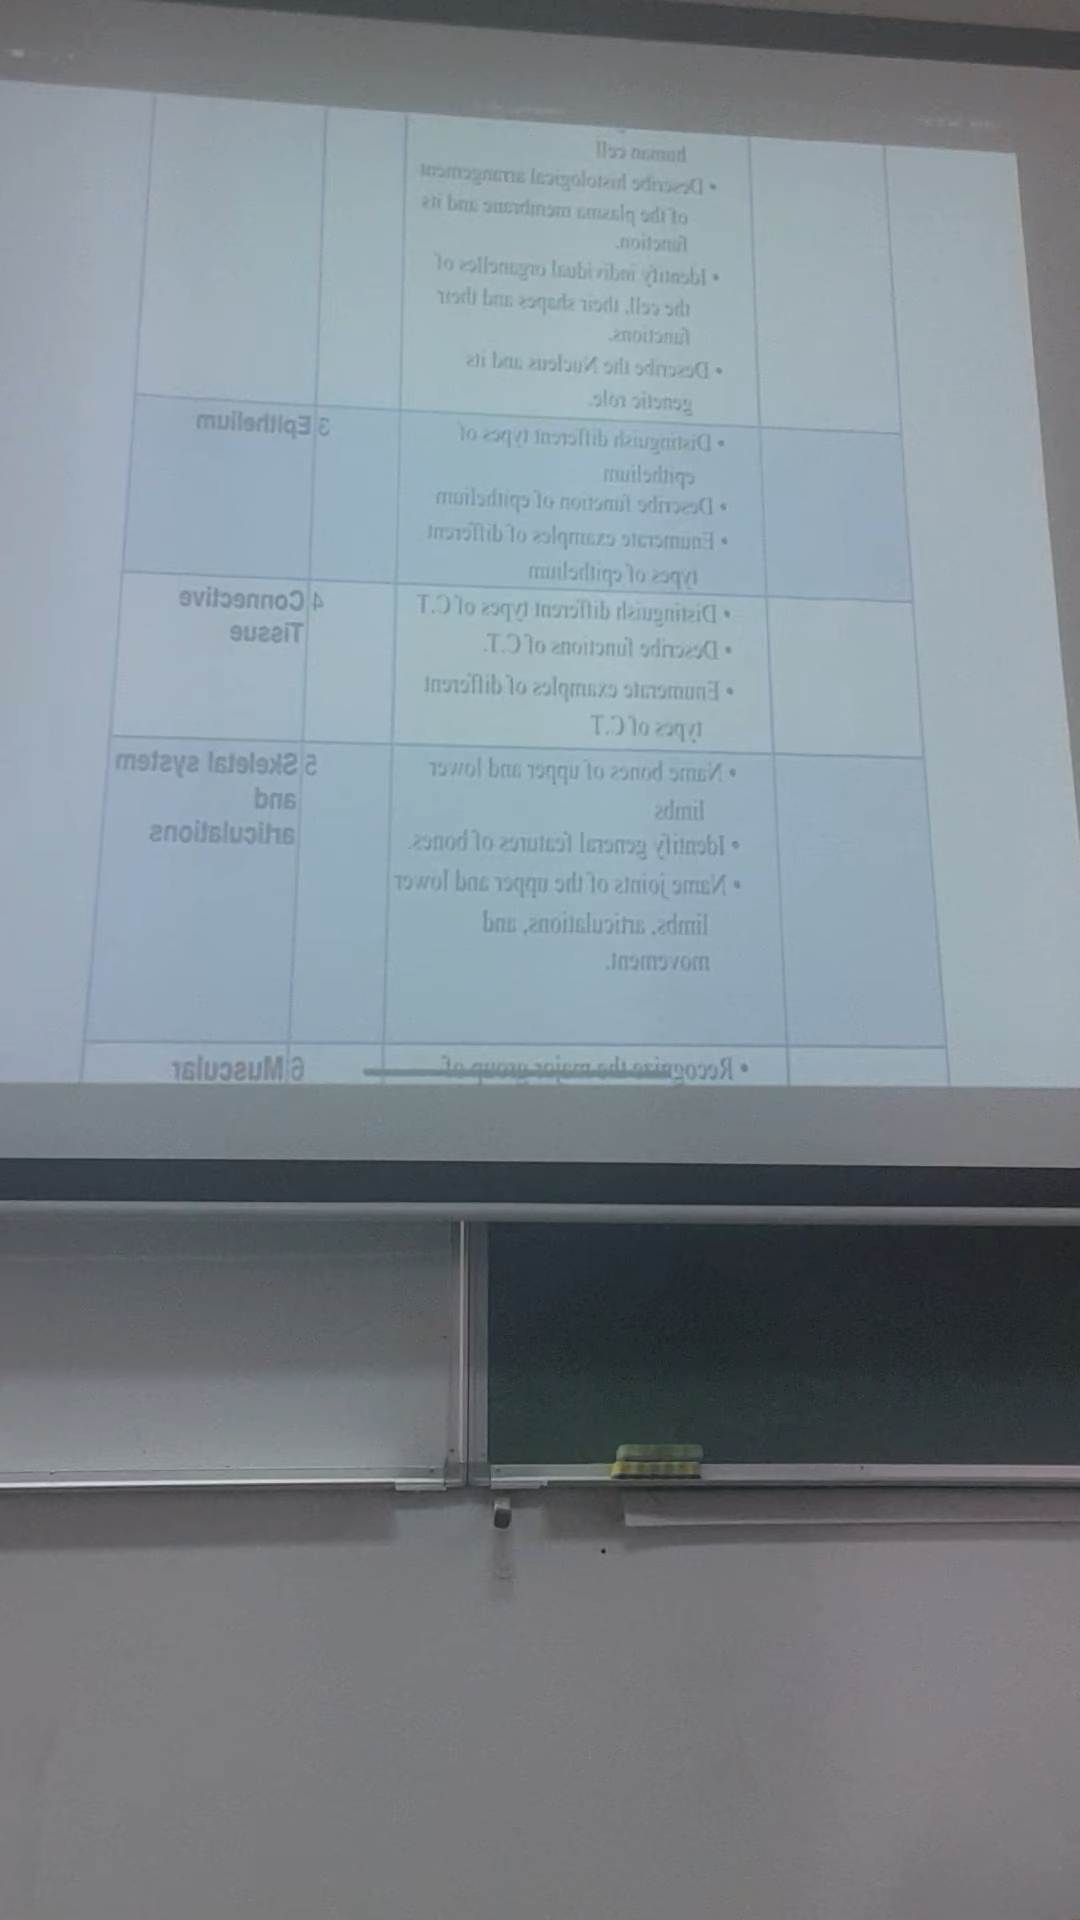 human cell
• Describe histological arrangement
of the plasma membrane and its
function.
• Identify individual organelles of
the cell, their shapes and their
functions.
• Describe the Nucleus and its
genetic role.
3 Epithelium
• Distinguish different types of
epithelium
• Describe function of epithelium
• Enumerate examples of different
types of epithelium
4 Connective
Tissue
• Distinguish different types of C.T
• Describe functions of C.T.
• Enumerate examples of different
types of C.T
5 Skeletal system
and
articulations
• Name bones of upper and lower
limbs
• Identify general features of bones.
• Name joints of the upper and lower
limbs, articulations, and
movement.
6 Muscular
• Recognize the major group of